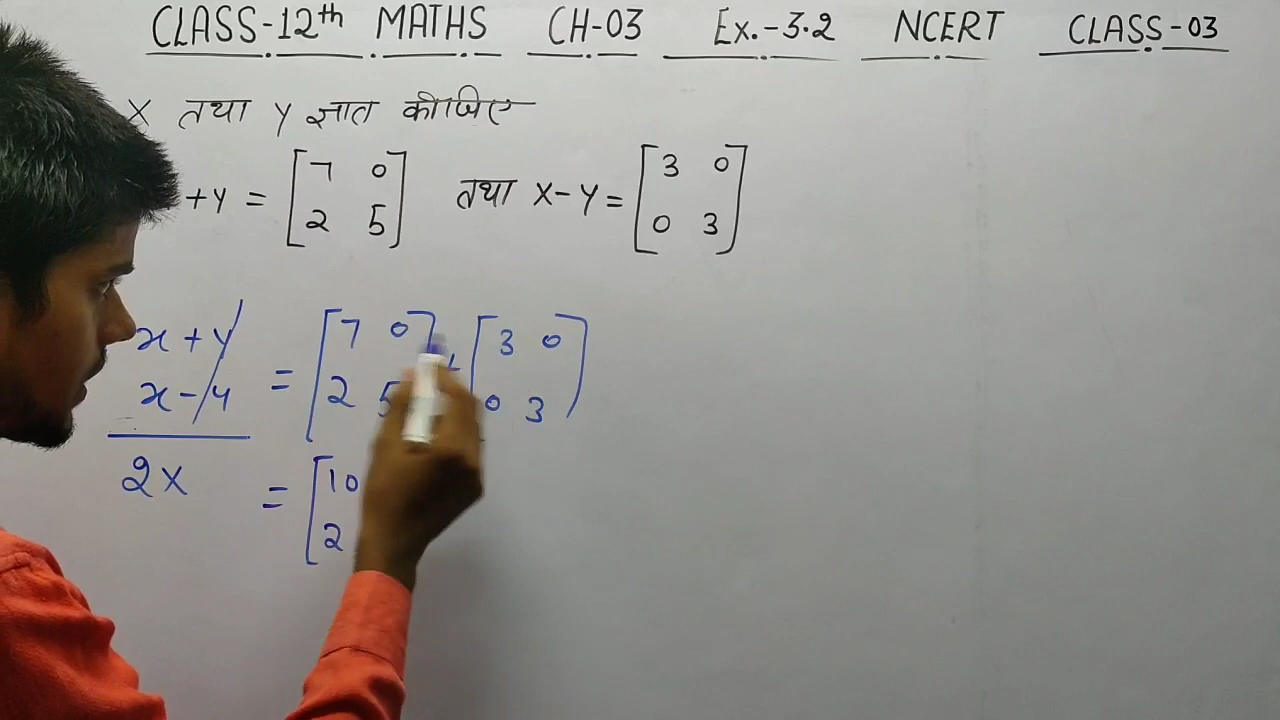 CLASS-12th MATHS CH-03 Ex.-3.2 NCERT CLASS-03
X तथा Y ज्ञात कीजिए
+Y = [7 0 तथा X-Y = [3 0
2 5] 0 3]
x + y
x - y = [7 0 2 5 + [3 0 0 3]
2X = [10
2